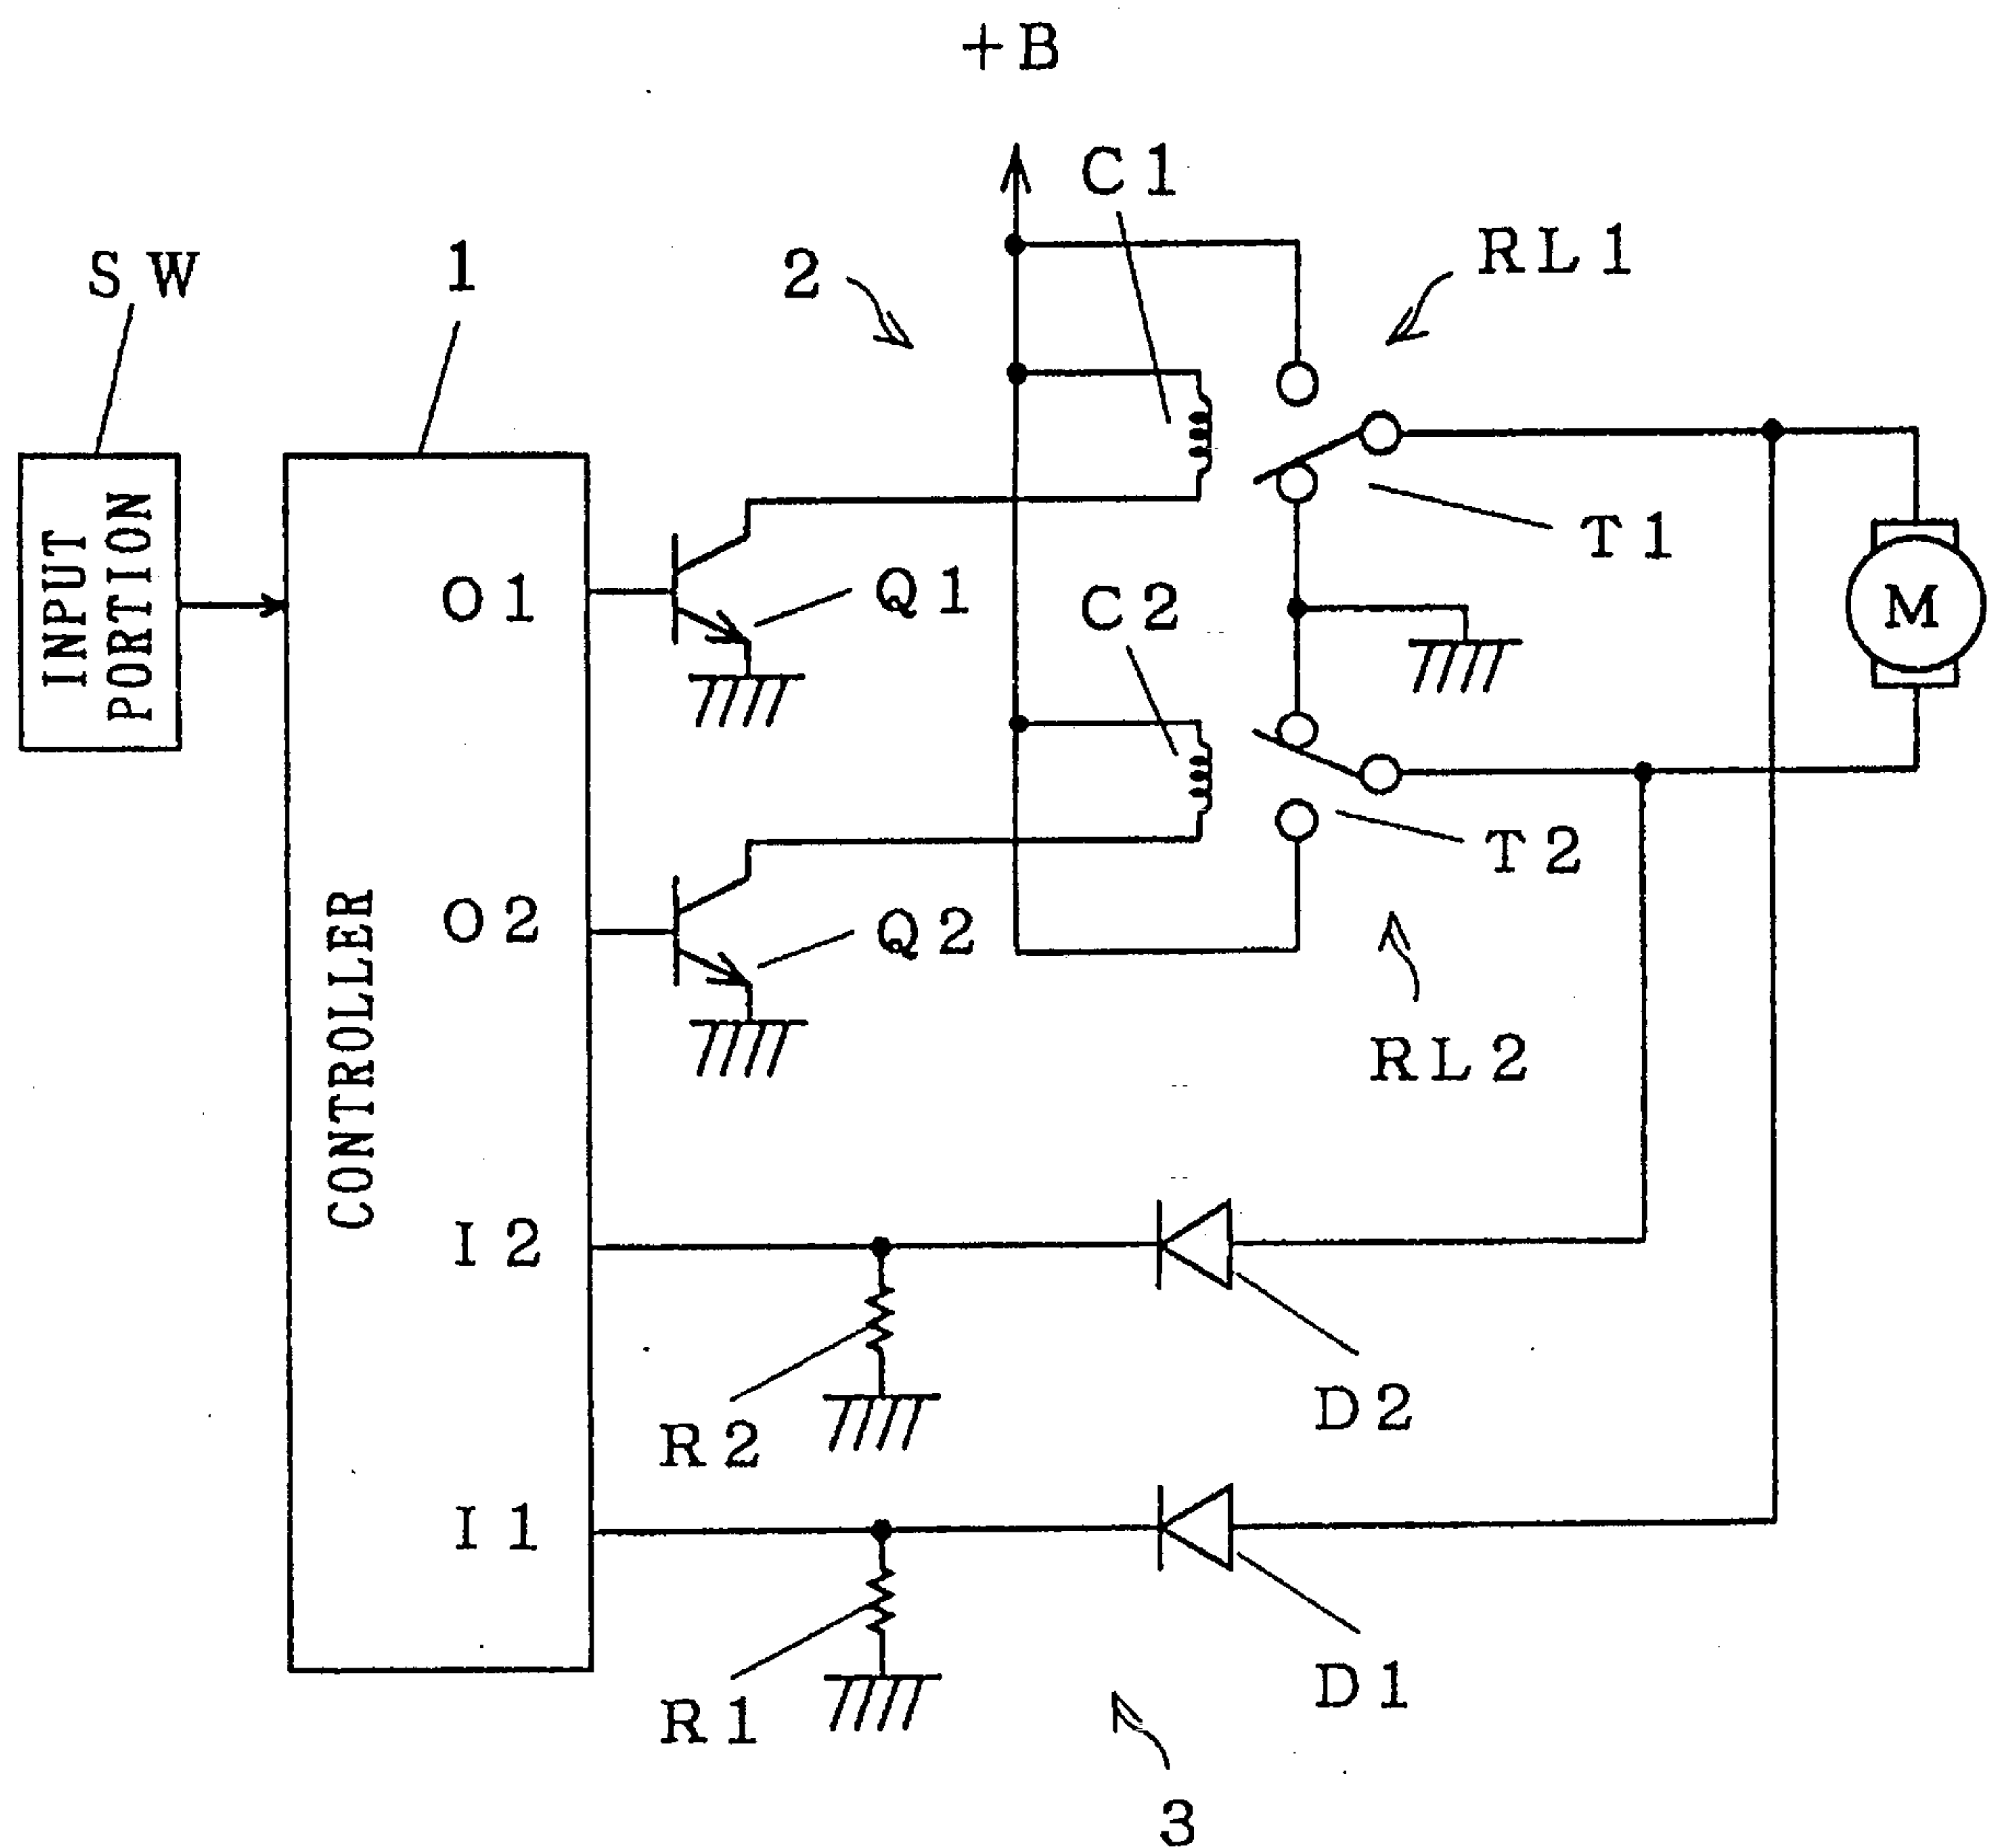 +B
C1
RL1
SW
1
2
INPUT
PORTION
T1
O1
Q1
C2
M
T2
O2
Q2
CONTROLLER
RL2
I2
D2
R2
I1
D1
R1
3